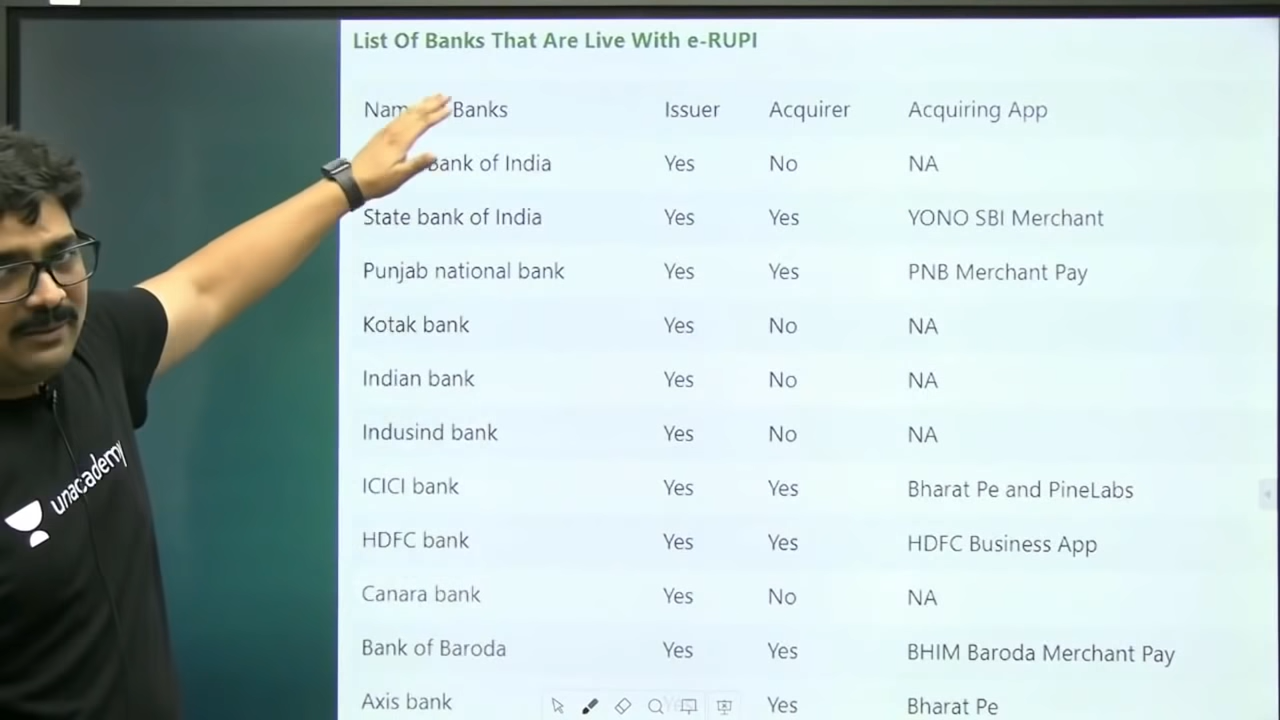 List Of Banks That Are Live With e-RUPI
Banks Issuer Acquirer Acquiring App
Bank of India Yes No NA
State bank of India Yes Yes YONO SBI Merchant
Punjab national bank Yes Yes PNB Merchant Pay
Kotak bank Yes No NA
Indian bank Yes No NA
Indusind bank Yes No NA
ICICI bank Yes Yes Bharat Pe and PineLabs
HDFC bank Yes Yes HDFC Business App
Canara bank Yes No NA
Bank of Baroda Yes Yes BHIM Baroda Merchant Pay
Axis bank Yes Yes Bharat Pe
unacademy